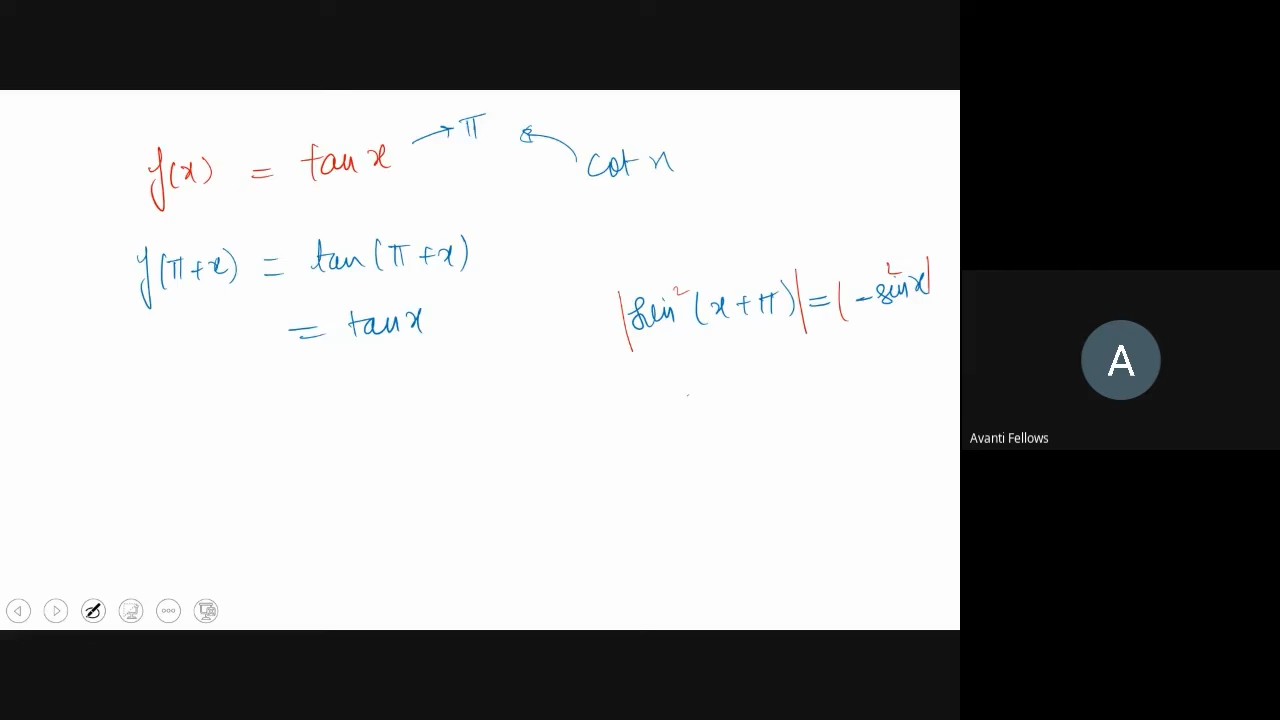 f(x) = tan x → π ← cot x
f(π+x) = tan(π+x)
= tan x
|sin²(x+π)| = |-sin²x|
A
Avanti Fellows